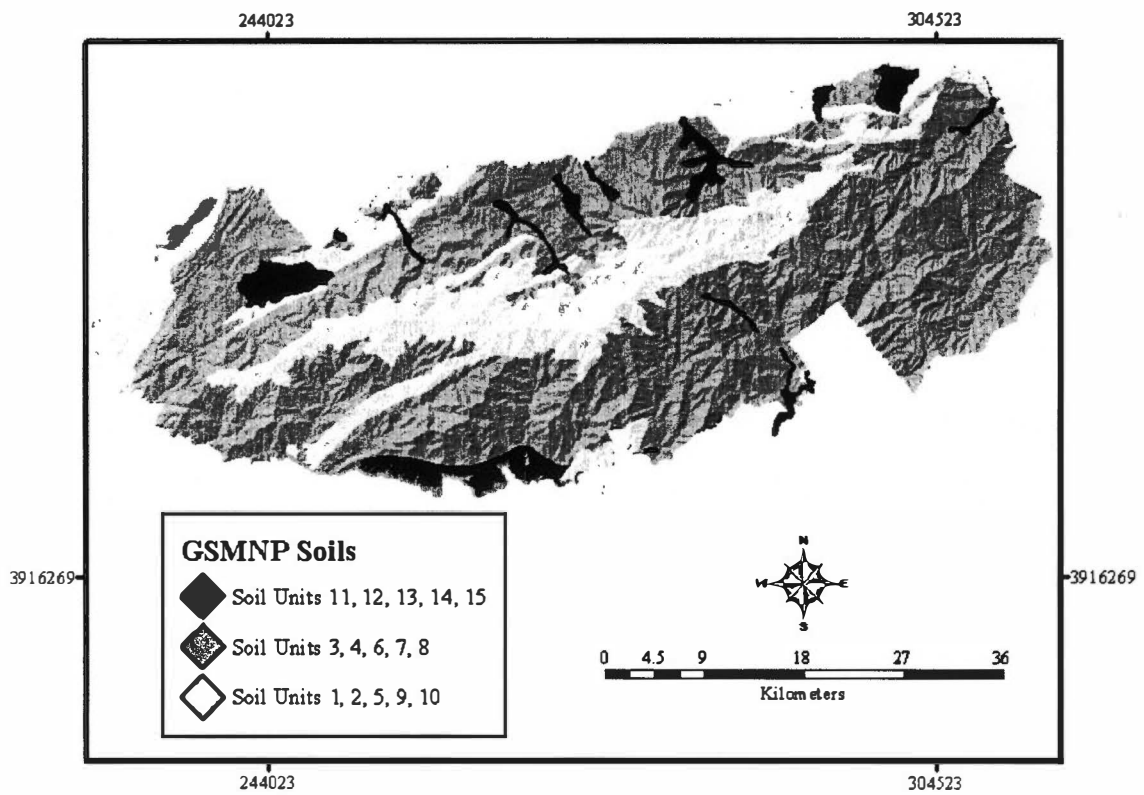 244023 304523
GSMNP Soils
Soil Units 11, 12, 13, 14, 15
Soil Units 3, 4, 6, 7, 8
Soil Units 1, 2, 5, 9, 10
3916269 3916269
N
W E
S
0 4.5 9 18 27 36
Kilometers
244023 304523